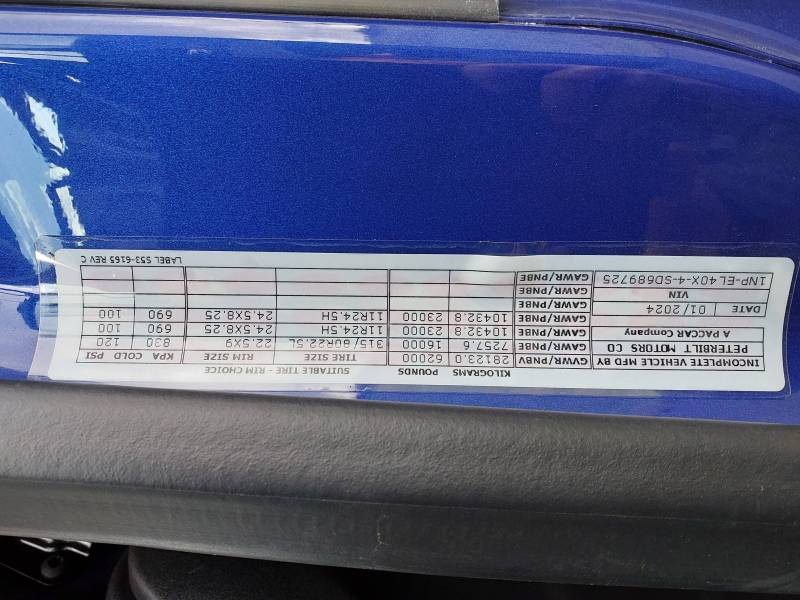 KILOGRAMS POUNDS SUITABLE TIRE - RIM CHOICE
INCOMPLETE VEHICLE MFD BY GVWR/PNBV 28123.0 62000 TIRE SIZE RIM SIZE KPA COLD PSI
PETERBILT MOTORS CO GAWR/PNBE 7257.6 16000 315/80R22.5L 22.5X9 830 120
A PACCAR Company GAWR/PNBE 10432.8 23000 11R24.5H 24.5X8.25 690 100
DATE 01/2024 GAWR/PNBE 10432.8 23000 11R24.5H 24.5X8.25 690 100
VIN GAWR/PNBE
1NP-EL40X-4-SD689725 GAWR/PNBE
GAWR/PNBE
LABEL S53-6165 REV C